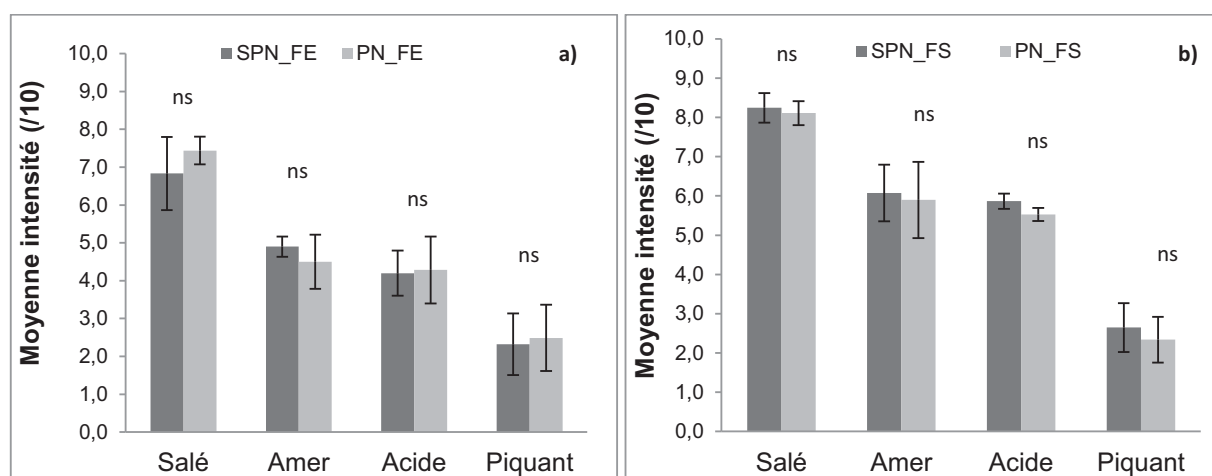 SPN_FE PN_FE
a)
Moyenne intensité (/10)
10,0
9,0
8,0
7,0
6,0
5,0
4,0
3,0
2,0
1,0
0,0
ns
ns
ns
ns
Salé Amer Acide Piquant
SPN_FS PN_FS
b)
Moyenne intensité (/10)
10,0
9,0
8,0
7,0
6,0
5,0
4,0
3,0
2,0
1,0
0,0
ns
ns
ns
ns
Salé Amer Acide Piquant